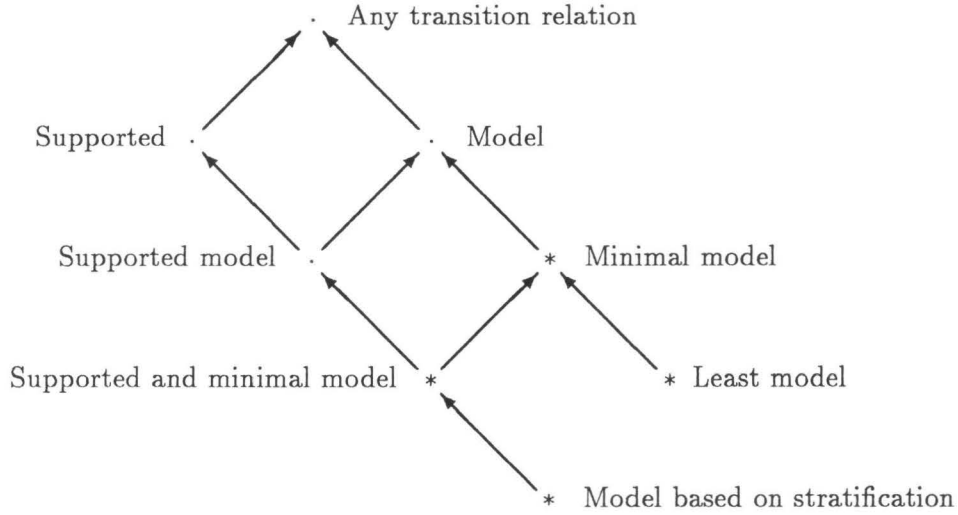 Any transition relation
Supported
Model
Supported model
* Minimal model
Supported and minimal model *
* Least model
* Model based on stratification